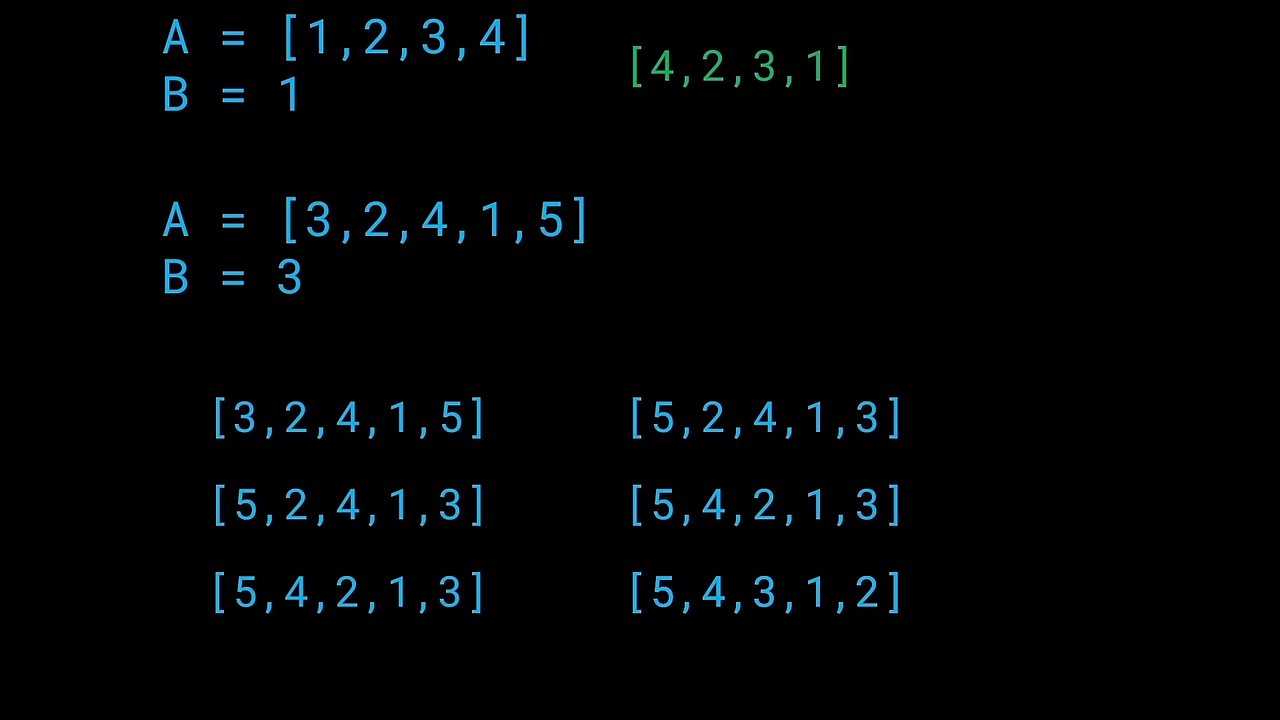 A = [1,2,3,4]
B = 1
[4,2,3,1]
A = [3,2,4,1,5]
B = 3
[3,2,4,1,5] [5,2,4,1,3]
[5,2,4,1,3] [5,4,2,1,3]
[5,4,2,1,3] [5,4,3,1,2]